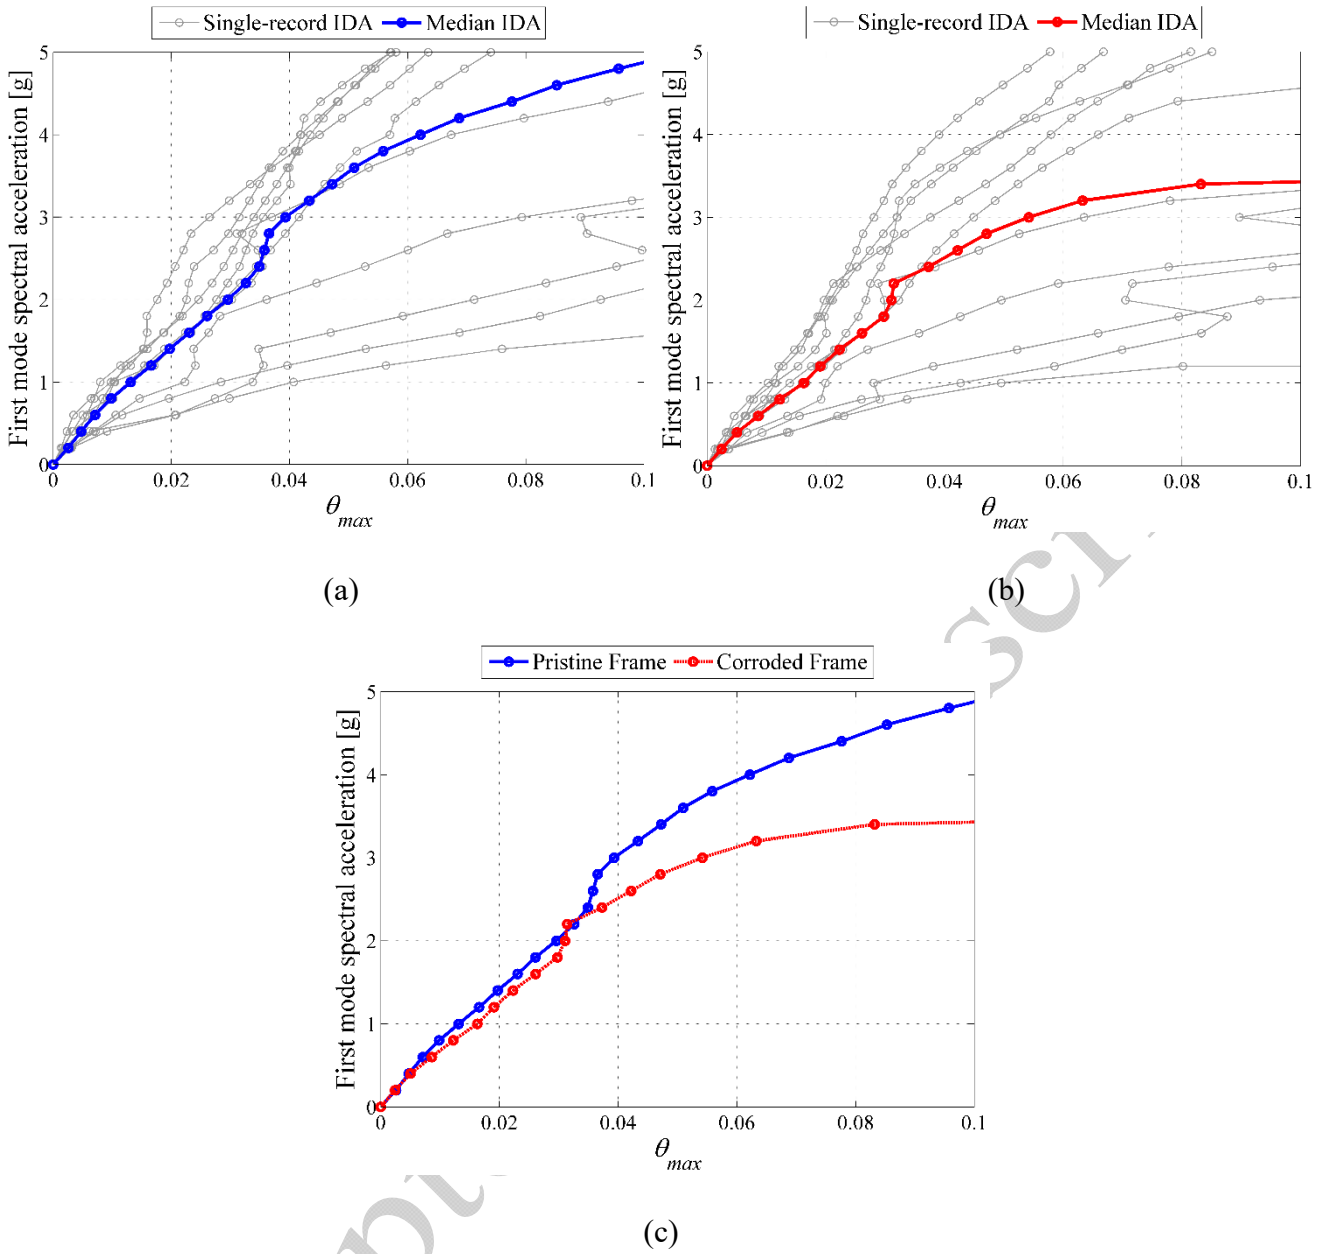 Single-record IDA Median IDA
First mode spectral acceleration [g]
5
4
3
2
1
0
0 0.02 0.04 0.06 0.08 0.1
θmax
(a)
Single-record IDA Median IDA
First mode spectral acceleration [g]
5
4
3
2
1
0
0 0.02 0.04 0.06 0.08 0.1
θmax
(b)
Pristine Frame Corroded Frame
First mode spectral acceleration [g]
5
4
3
2
1
0
0 0.02 0.04 0.06 0.08 0.1
θmax
(c)